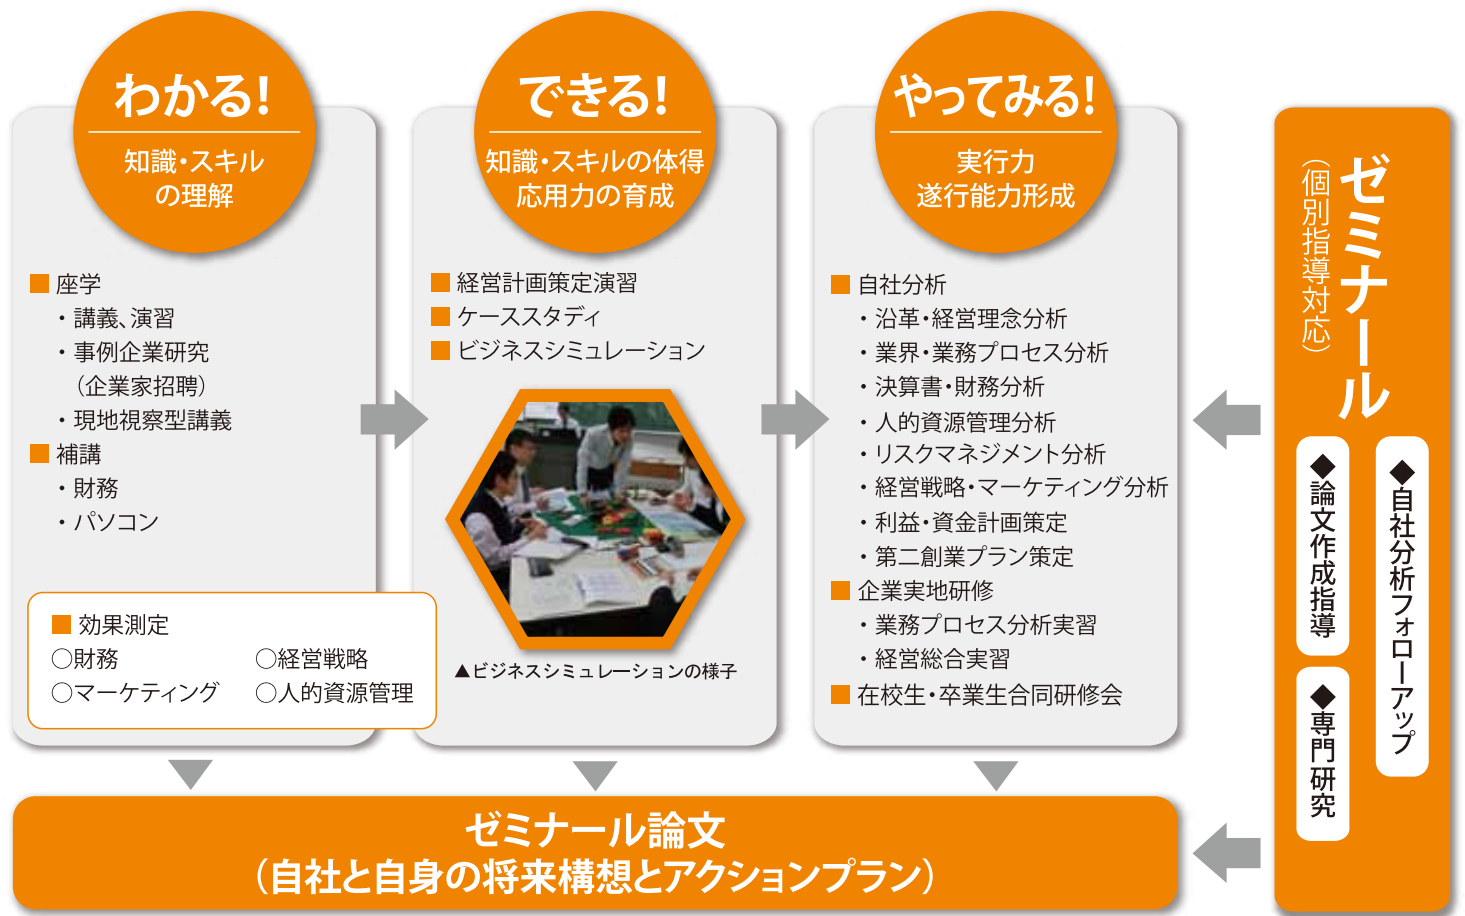 わかる!
知識・スキル
の理解
■ 座学
・講義、演習
・事例企業研究
（企業家招聘）
・現地視察型講義
■ 補講
・財務
・パソコン
■ 効果測定
○財務
○経営戦略
○マーケティング
○人的資源管理
できる!
知識・スキルの体得
応用力の育成
■ 経営計画策定演習
■ ケーススタディ
■ ビジネスシミュレーション
▲ビジネスシミュレーションの様子
やってみる!
実行力
遂行能力形成
■ 自社分析
・沿革・経営理念分析
・業界・業務プロセス分析
・決算書・財務分析
・人的資源管理分析
・リスクマネジメント分析
・経営戦略・マーケティング分析
・利益・資金計画策定
・第二創業プラン策定
■ 企業実地研修
・業務プロセス分析実習
・経営総合実習
■ 在校生・卒業生合同研修会
ゼミナール
（個別指導対応）
◆自社分析フォローアップ
◆論文作成指導
◆専門研究
ゼミナール論文
（自社と自身の将来構想とアクションプラン）